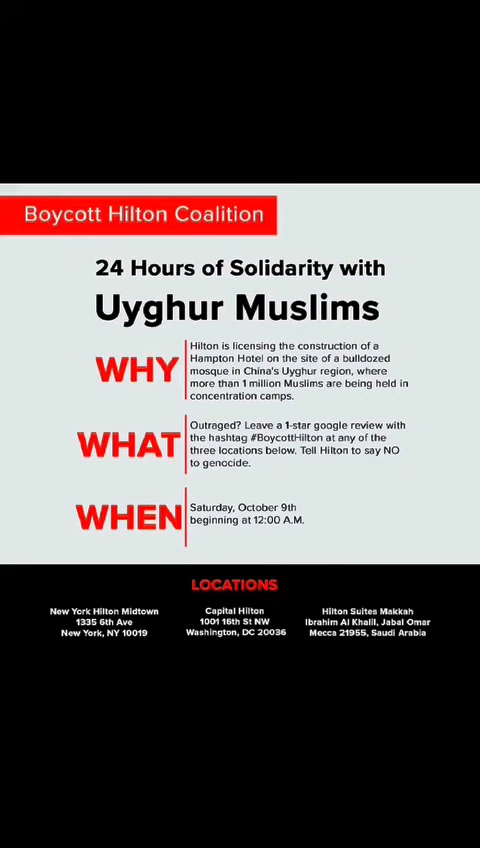 Boycott Hilton Coalition
24 Hours of Solidarity with
Uyghur Muslims
WHY
Hilton is licensing the construction of a
Hampton Hotel on the site of a bulldozed
mosque in China's Uyghur region, where
more than 1 million Muslims are being held in
concentration camps.
WHAT
Outraged? Leave a 1-star google review with
the hashtag #BoycottHilton at any of the
three locations below. Tell Hilton to say NO
to genocide.
WHEN
Saturday, October 9th
beginning at 12:00 A.M.
LOCATIONS
New York Hilton Midtown
1335 6th Ave
New York, NY 10019
Capital Hilton
1001 16th St NW
Washington, DC 20036
Hilton Suites Makkah
Ibrahim Al Khalil, Jabal Omar
Mecca 21955, Saudi Arabia